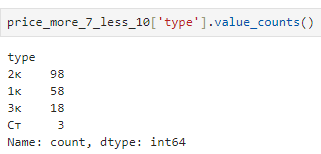 price_more_7_less_10['type'].value_counts()
type
2к    98
1к    58
3к    18
Ст     3
Name: count, dtype: int64